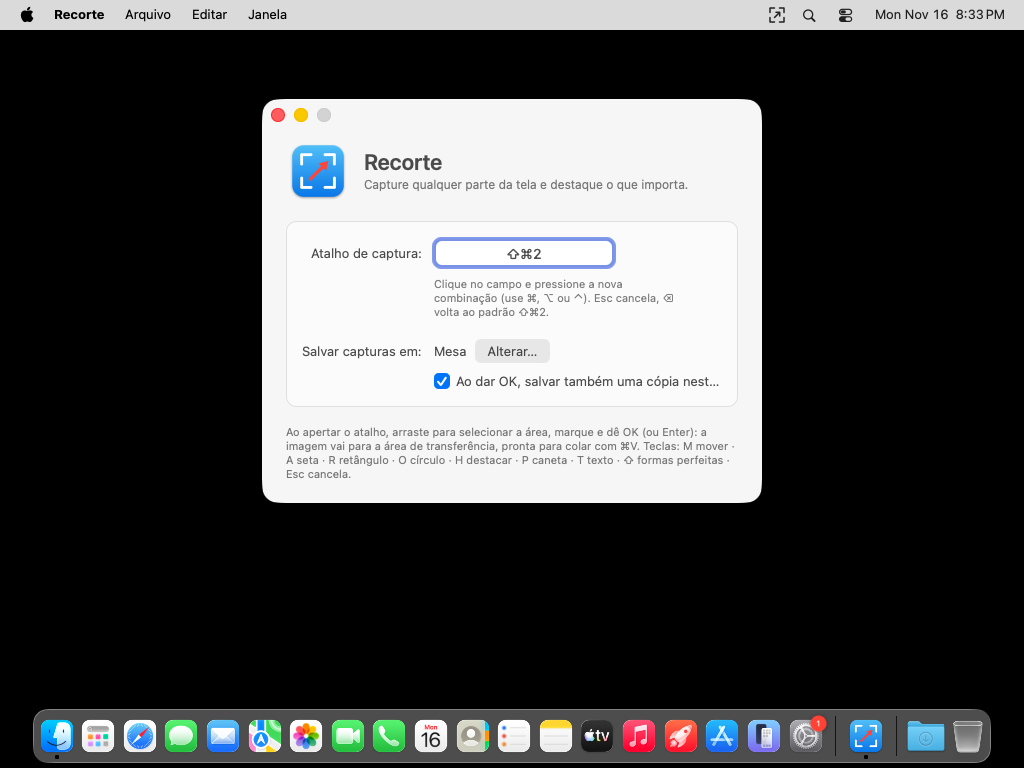 Recorte Arquivo Editar Janela Mon Nov 16 8:33 PM
Recorte
Capture qualquer parte da tela e destaque o que importa.
Atalho de captura: ⇧⌘2
Clique no campo e pressione a nova
combinação (use ⌘, ⌥ ou ^). Esc cancela, ⌫
volta ao padrão ⇧⌘2.
Salvar capturas em: Mesa Alterar...
Ao dar OK, salvar também uma cópia nest...
Ao apertar o atalho, arraste para selecionar a área, marque e dê OK (ou Enter): a
imagem vai para a área de transferência, pronta para colar com ⌘V. Teclas: M mover ·
A seta · R retângulo · O círculo · H destacar · P caneta · T texto · ⇧ formas perfeitas ·
Esc cancela.
Mon
16
tv
1